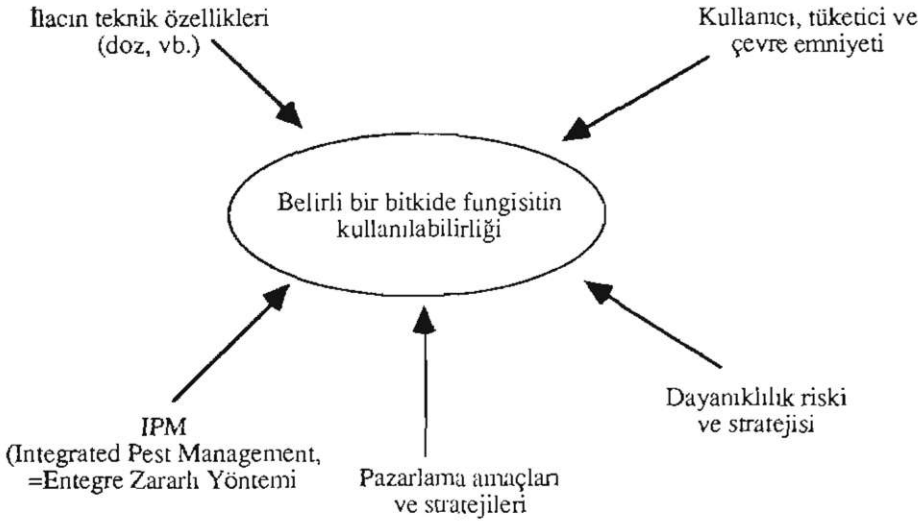 İlacın teknik özellikleri
(doz, vb.)
Kullanıcı, tüketici ve
çevre emniyeti
Belirli bir bitkide fungisitin
kullanılabilirliği
IPM
(Integrated Pest Management,
=Entegre Zararlı Yöntemi
Pazarlama amaçları
ve stratejileri
Dayanıklılık riski
ve stratejisi